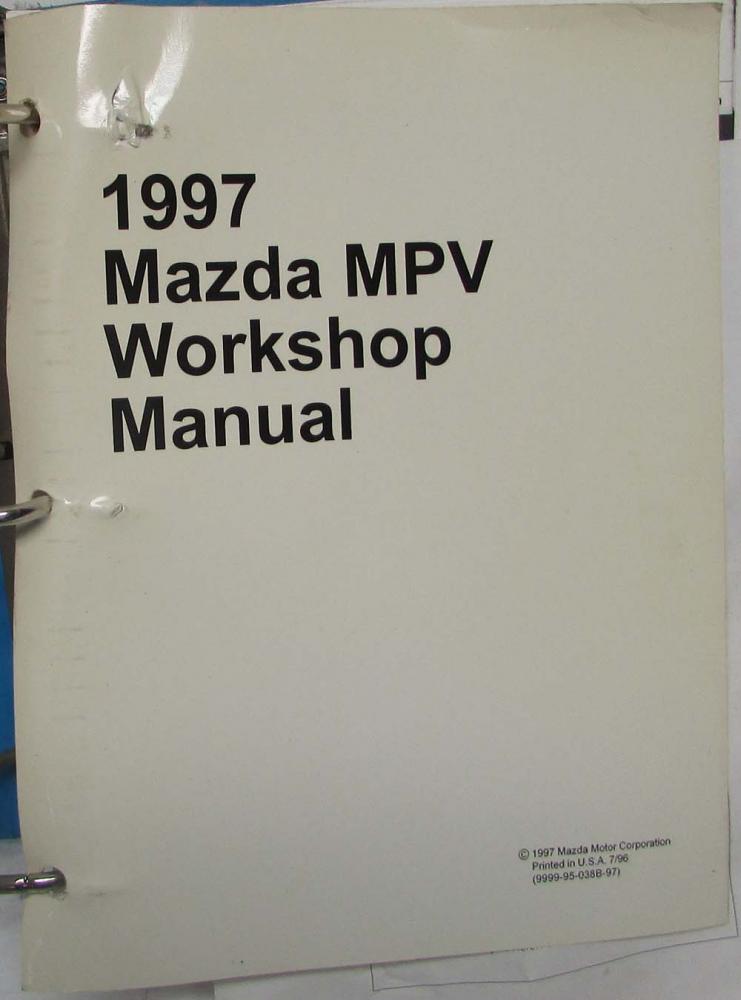 1997
Mazda MPV
Workshop
Manual
© 1997 Mazda Motor Corporation
Printed in U.S.A. 7/96
(9999-95-038B-97)